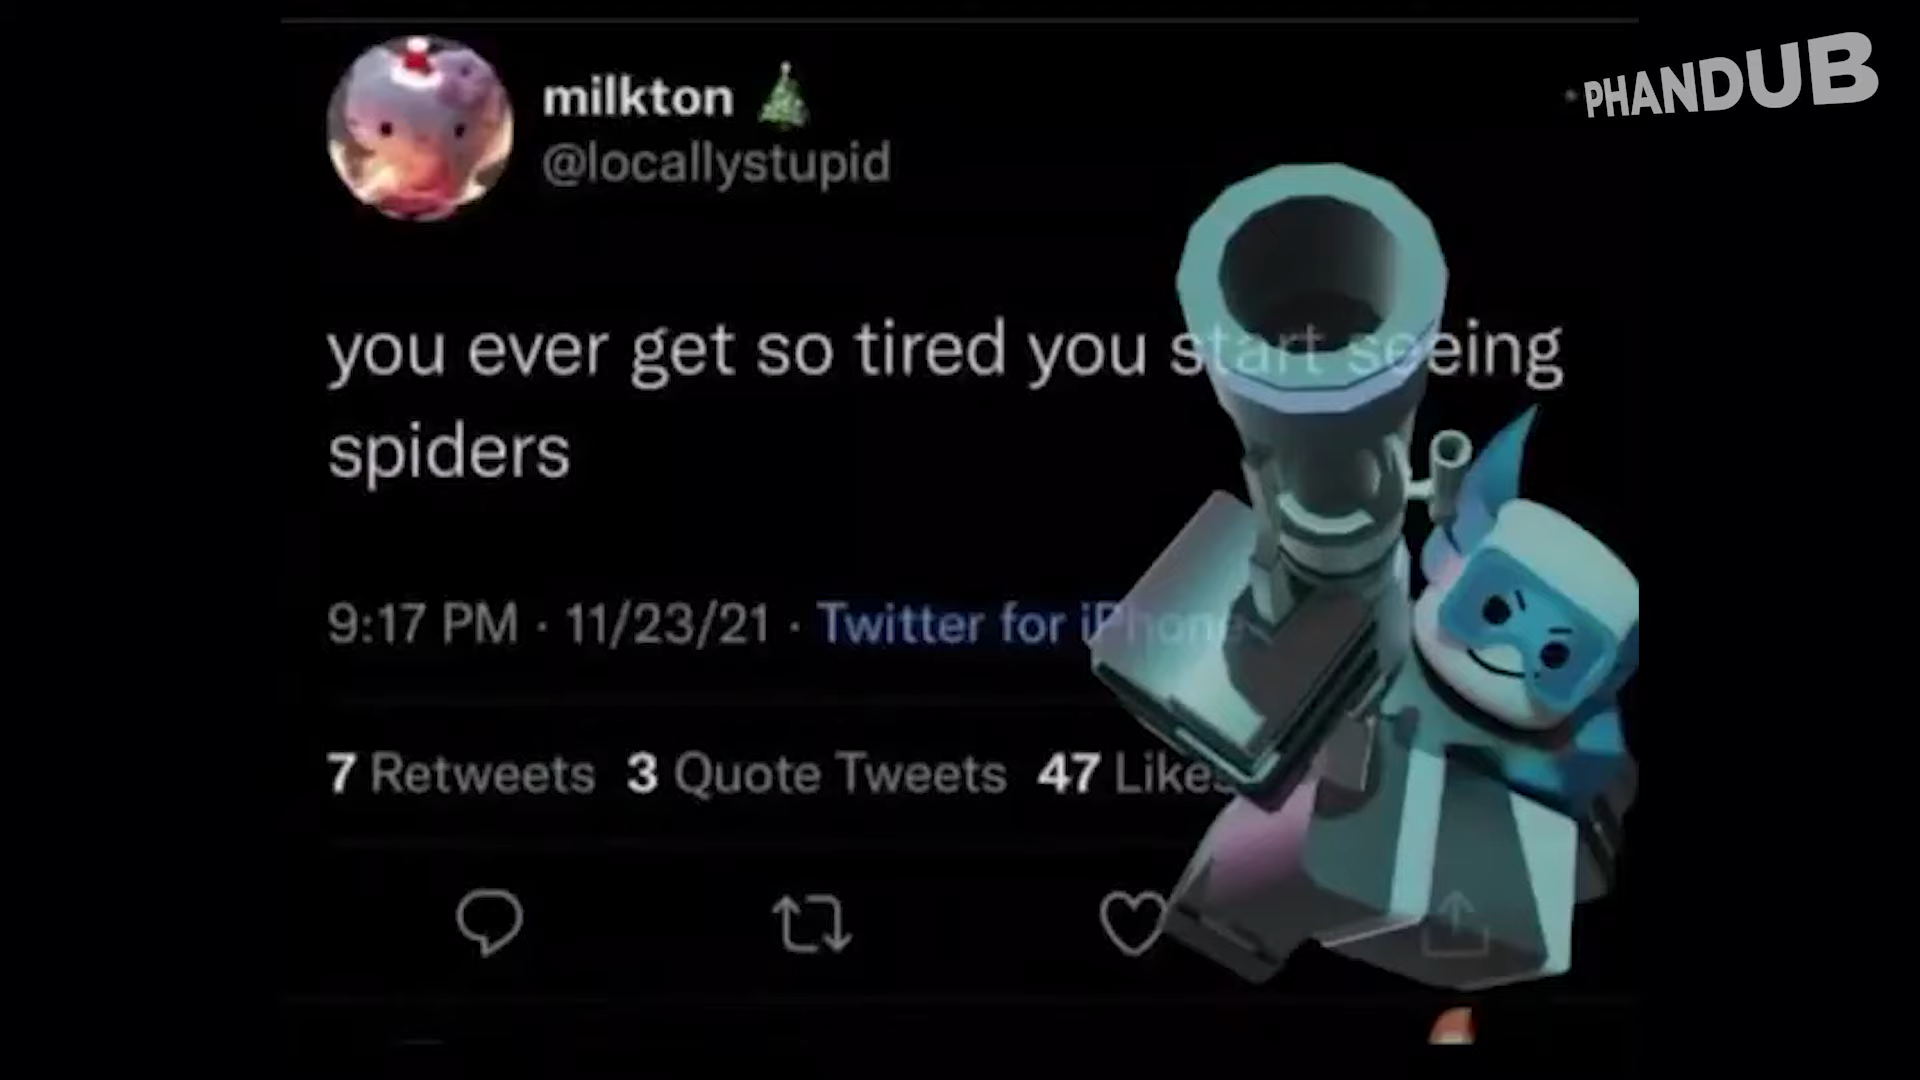 PHANDUB
milkton
@locallystupid
you ever get so tired you start seeing
spiders
9:17 PM · 11/23/21 · Twitter for iPhone
7 Retweets 3 Quote Tweets 47 Likes